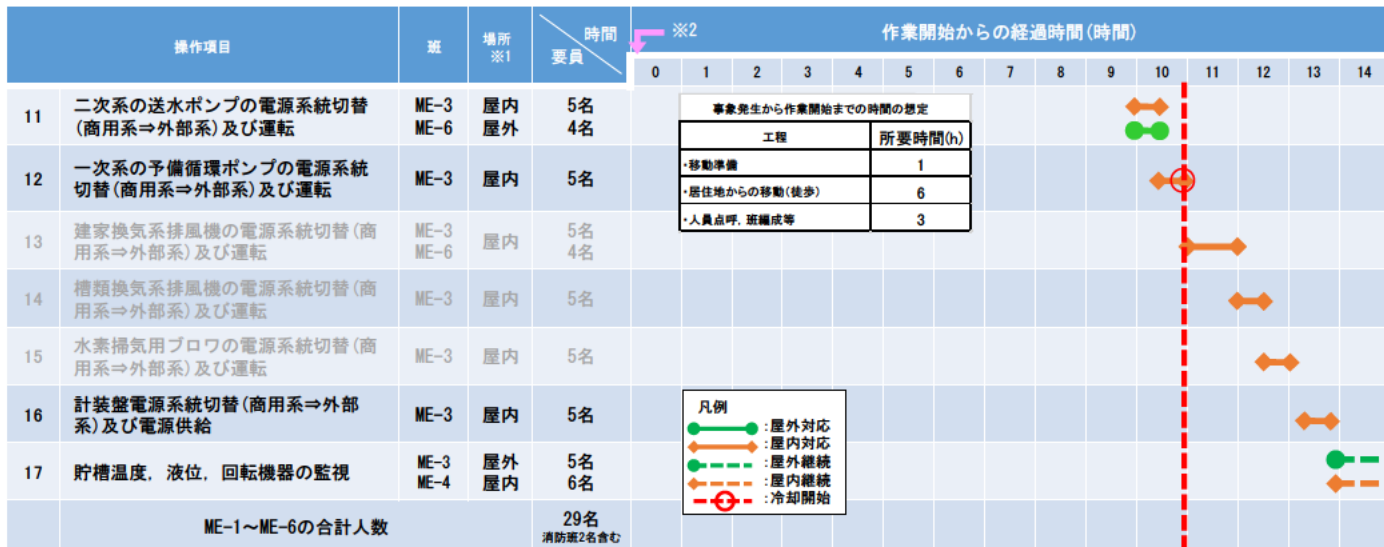 操作項目
班
場所
※1
時間
要員
※2
作業開始からの経過時間(時間)
0 1 2 3 4 5 6 7 8 9 10 11 12 13 14
11
二次系の送水ポンプの電源系統切替
(商用系⇒外部系)及び運転
ME-3 屋内 5名
ME-6 屋外 4名
12
一次系の予備循環ポンプの電源系統
切替(商用系⇒外部系)及び運転
ME-3 屋内 5名
13
建家換気系排風機の電源系統切替(商
用系⇒外部系)及び運転
ME-3
ME-6
屋内
5名
4名
14
槽類換気系排風機の電源系統切替(商
用系⇒外部系)及び運転
ME-3 屋内 5名
15
水素掃気用ブロワの電源系統切替(商
用系⇒外部系)及び運転
ME-3 屋内 5名
16
計装盤電源系統切替(商用系⇒外部
系)及び電源供給
ME-3 屋内 5名
17
貯槽温度，液位，回転機器の監視
ME-3 屋外 5名
ME-4 屋内 6名
ME-1～ME-6の合計人数
29名
消防班2名含む
事象発生から作業開始までの時間の想定
工程 所要時間(h)
・移動準備 1
・居住地からの移動(徒歩) 6
・人員点呼，班編成等 3
凡例
:屋外対応
:屋内対応
:屋外継続
:屋内継続
:冷却開始